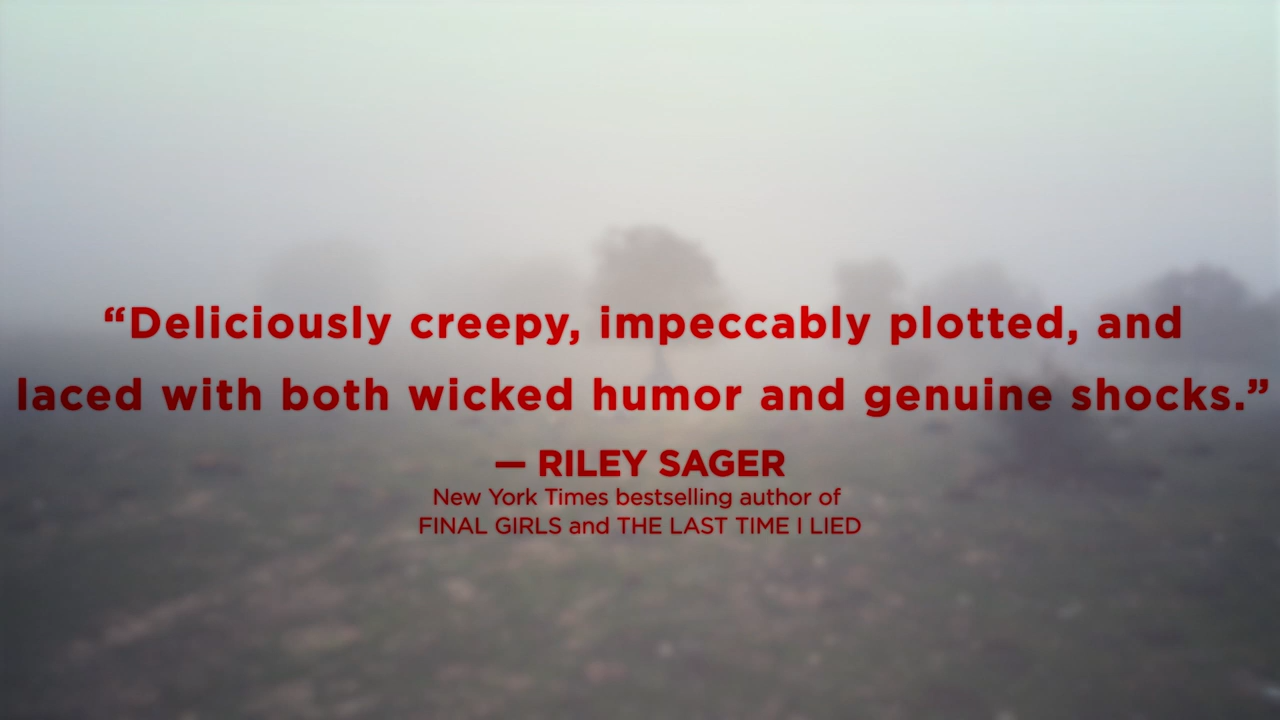 “Deliciously creepy, impeccably plotted, and
laced with both wicked humor and genuine shocks.”
— RILEY SAGER
New York Times bestselling author of
FINAL GIRLS and THE LAST TIME I LIED